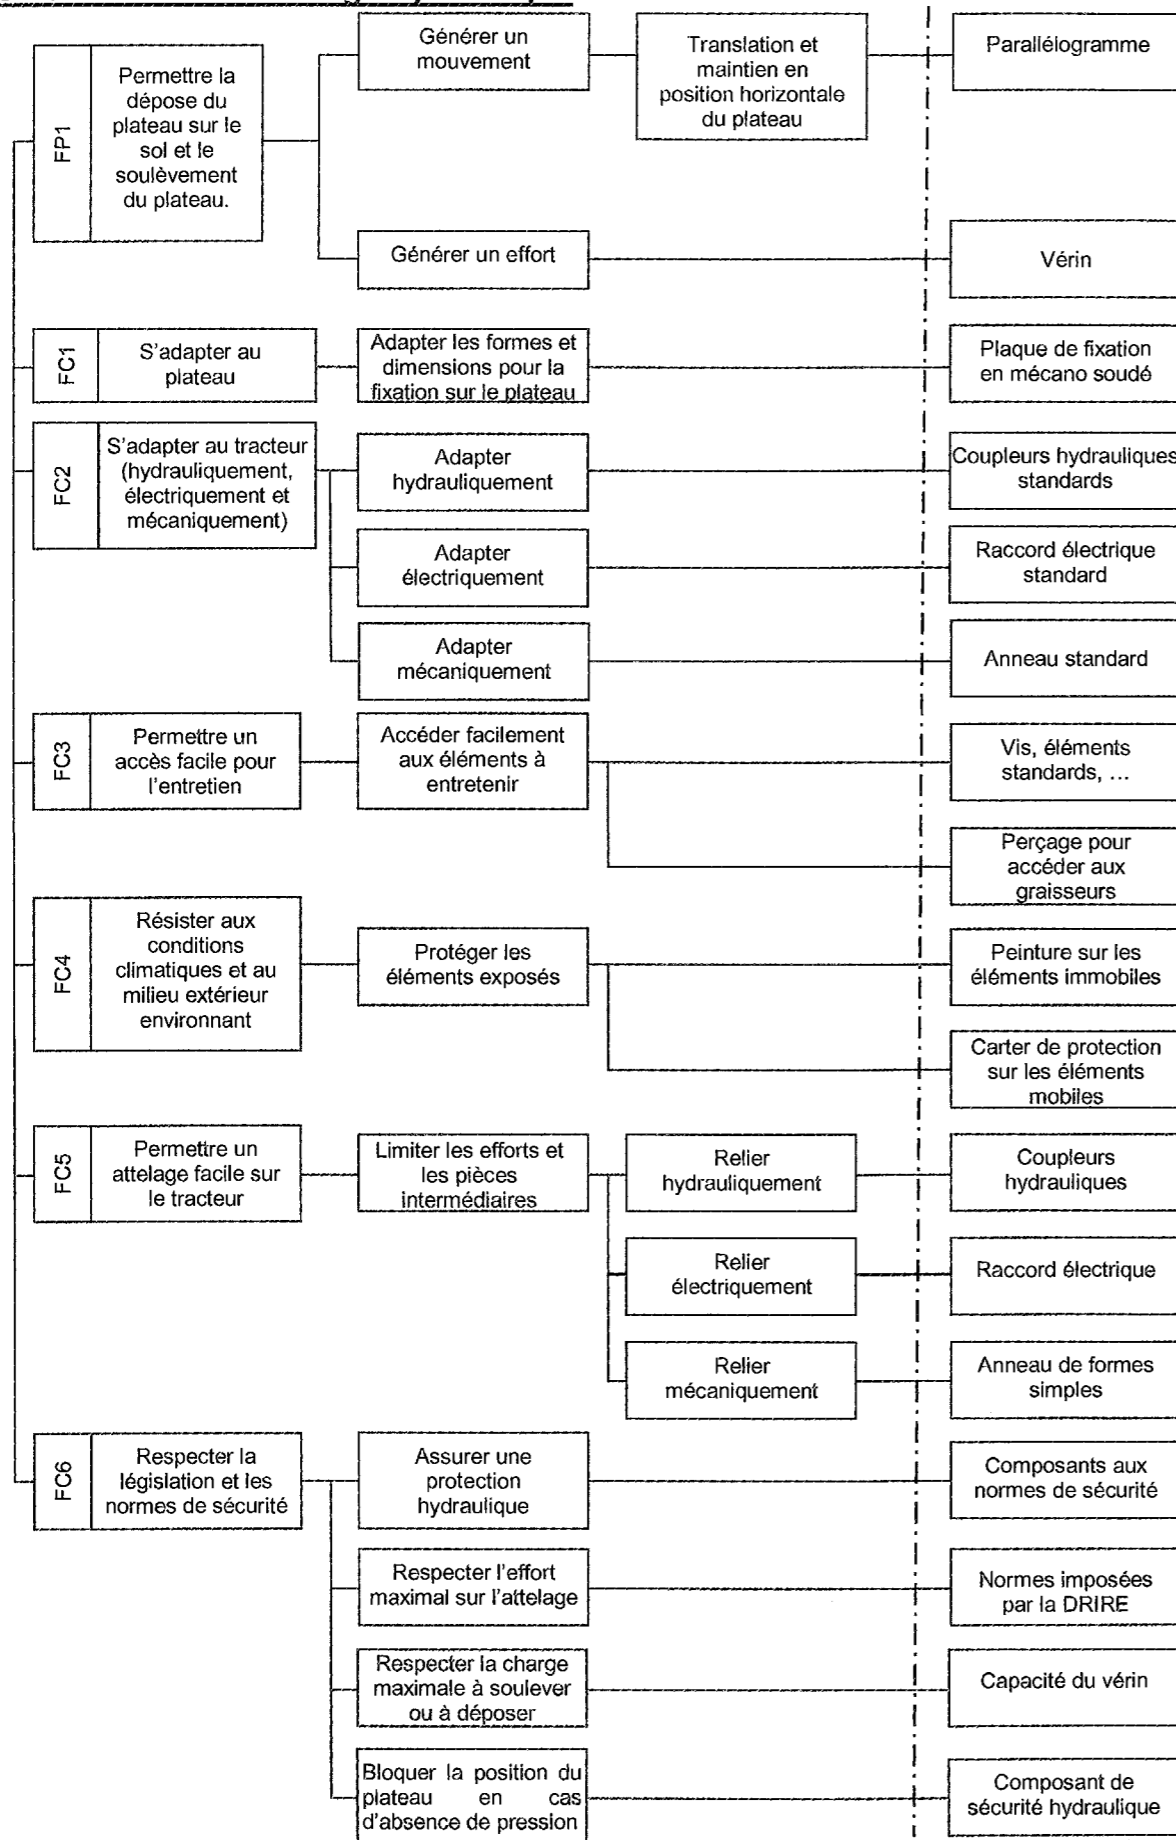 FP1
Permettre la
dépose du
plateau sur le
sol et le
soulèvement
du plateau.
Générer un
mouvement
Translation et
maintien en
position horizontale
du plateau
Parallélogramme
Générer un effort
Vérin
FC1
S'adapter au
plateau
Adapter les formes et
dimensions pour la
fixation sur le plateau
Plaque de fixation
en mécano soudé
FC2
S'adapter au tracteur
(hydrauliquement,
électriquement et
mécaniquement)
Adapter
hydrauliquement
Coupleurs hydrauliques
standards
Adapter
électriquement
Raccord électrique
standard
Adapter
mécaniquement
Anneau standard
FC3
Permettre un
accès facile pour
l'entretien
Accéder facilement
aux éléments à
entretenir
Vis, éléments
standards, ...
Perçage pour
accéder aux
graisseurs
FC4
Résister aux
conditions
climatiques et au
milieu extérieur
environnant
Protéger les
éléments exposés
Peinture sur les
éléments immobiles
Carter de protection
sur les éléments
mobiles
FC5
Permettre un
attelage facile sur
le tracteur
Limiter les efforts et
les pièces
intermédiaires
Relier
hydrauliquement
Coupleurs
hydrauliques
Relier
électriquement
Raccord électrique
Relier
mécaniquement
Anneau de formes
simples
FC6
Respecter la
législation et les
normes de sécurité
Assurer une
protection
hydraulique
Composants aux
normes de sécurité
Respecter l'effort
maximal sur l'attelage
Normes imposées
par la DRIRE
Respecter la charge
maximale à soulever
ou à déposer
Capacité du vérin
Bloquer la position du
plateau en cas
d'absence de pression
Composant de
sécurité hydraulique